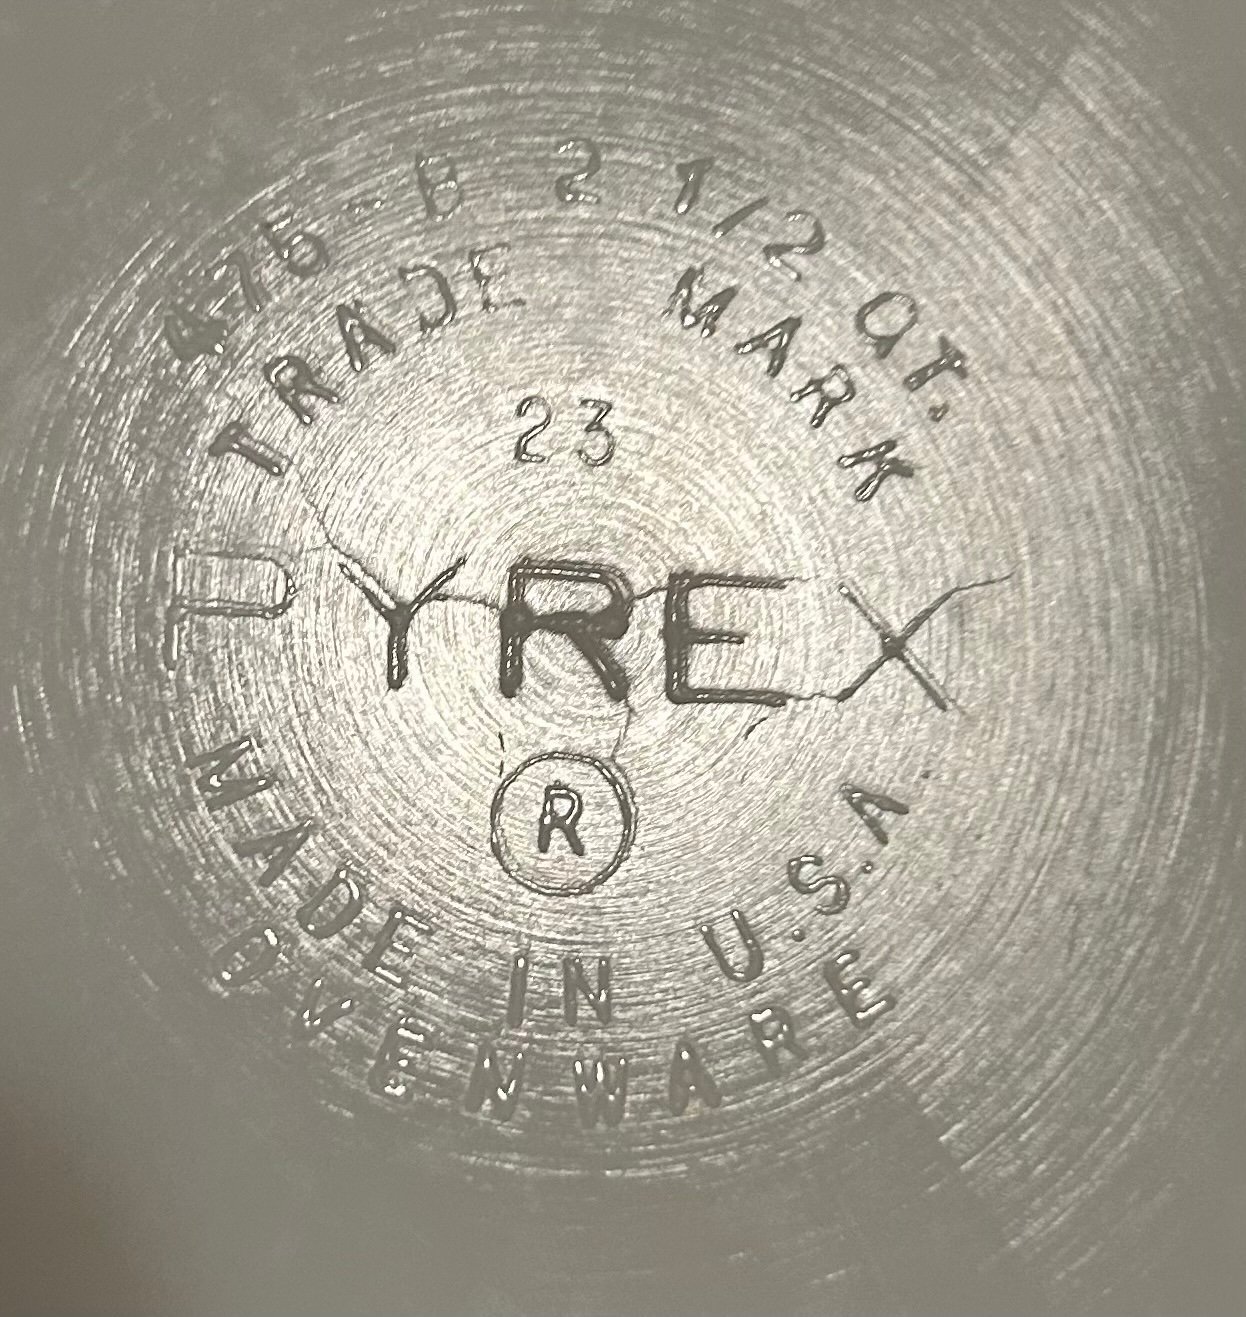 475-B 2 1/2 QT.
TRADE MARK
23
PYREX
®
MADE IN U.S.A
OVENWARE